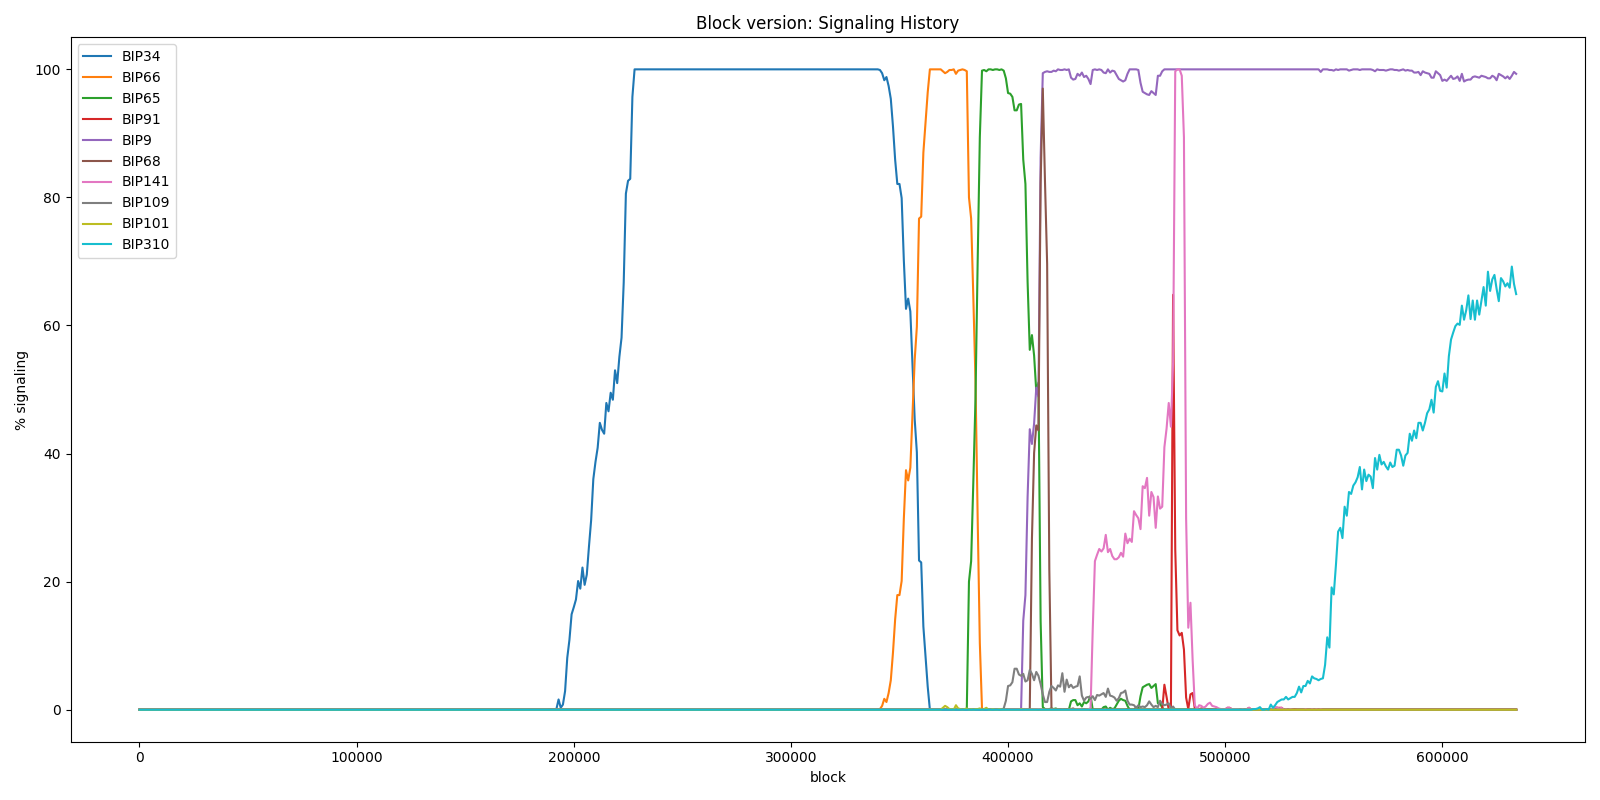 Block version: Signaling History
BIP34
BIP66
BIP65
BIP91
BIP9
BIP68
BIP141
BIP109
BIP101
BIP310
100
80
60
40
20
0
% signaling
0
100000
200000
300000
400000
500000
600000
block